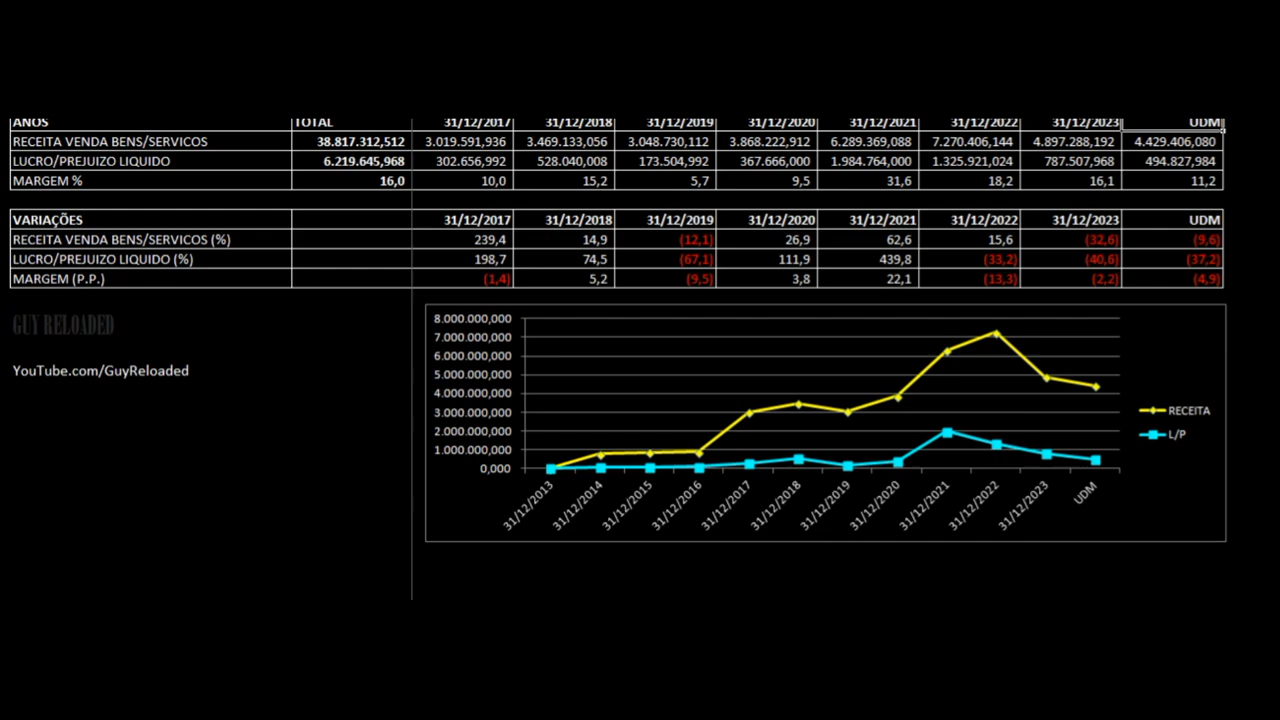 ANOS TOTAL 31/12/2017 31/12/2018 31/12/2019 31/12/2020 31/12/2021 31/12/2022 31/12/2023 UDM
RECEITA VENDA BENS/SERVICOS 38.817.312,512 3.019.591,936 3.469.133,056 3.048.730,112 3.868.222,912 6.289.369,088 7.270.406,144 4.897.288,192 4.429.406,080
LUCRO/PREJUIZO LIQUIDO 6.219.645,968 302.656,992 528.040,008 173.504,992 367.666,000 1.984.764,000 1.325.921,024 787.507,968 494.827,984
MARGEM % 16,0 10,0 15,2 5,7 9,5 31,6 18,2 16,1 11,2
VARIAÇÕES 31/12/2017 31/12/2018 31/12/2019 31/12/2020 31/12/2021 31/12/2022 31/12/2023 UDM
RECEITA VENDA BENS/SERVICOS (%) 239,4 14,9 (12,1) 26,9 62,6 15,6 (32,6) (9,6)
LUCRO/PREJUIZO LIQUIDO (%) 198,7 74,5 (67,1) 111,9 439,8 (33,2) (40,6) (37,2)
MARGEM (P.P.) (1,4) 5,2 (9,5) 3,8 22,1 (13,3) (2,2) (4,9)
GUY RELOADED
YouTube.com/GuyReloaded
8.000.000,000
7.000.000,000
6.000.000,000
5.000.000,000
4.000.000,000
3.000.000,000
2.000.000,000
1.000.000,000
0,000
31/12/2013 31/12/2014 31/12/2015 31/12/2016 31/12/2017 31/12/2018 31/12/2019 31/12/2020 31/12/2021 31/12/2022 31/12/2023 UDM
RECEITA
L/P